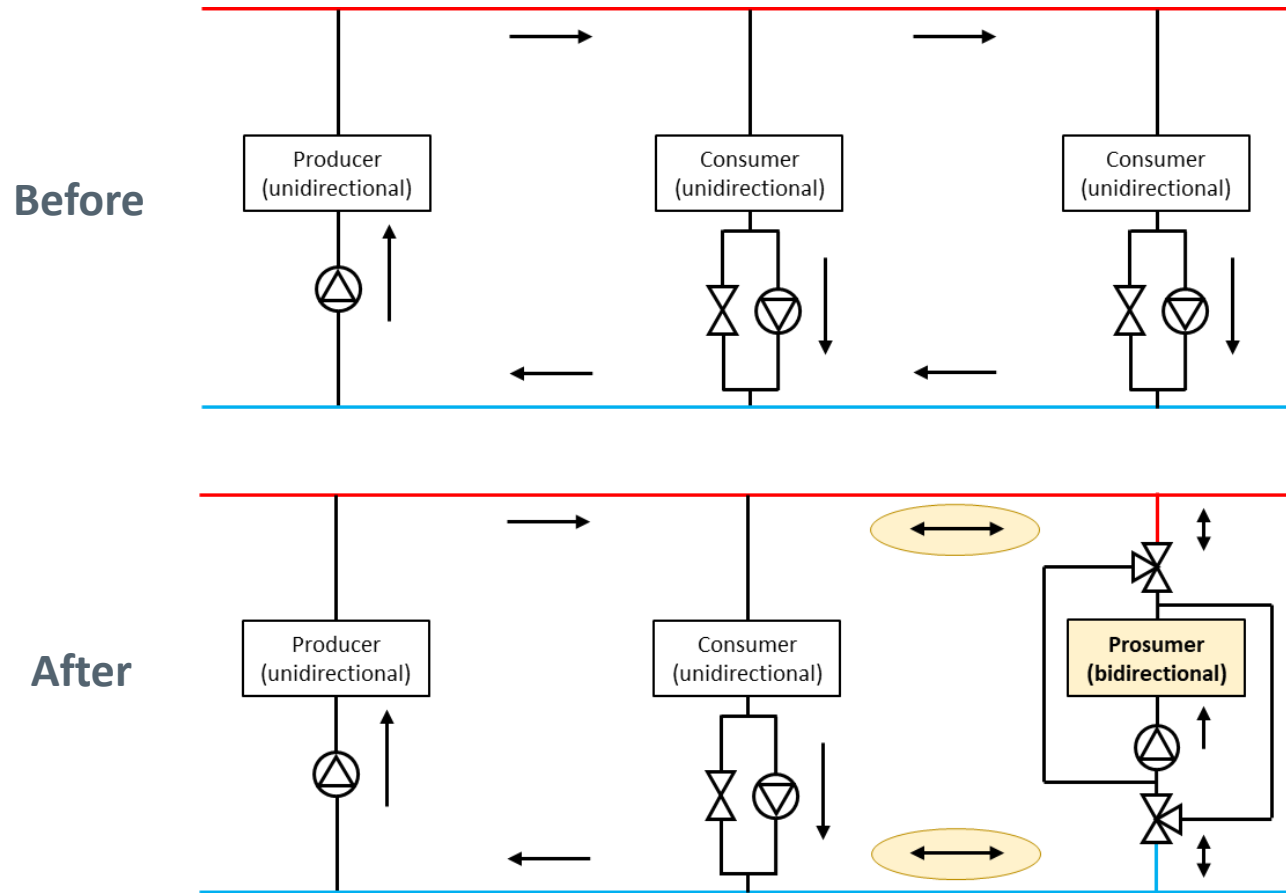 Before
Producer
(unidirectional)
Consumer
(unidirectional)
Consumer
(unidirectional)
After
Producer
(unidirectional)
Consumer
(unidirectional)
Prosumer
(bidirectional)